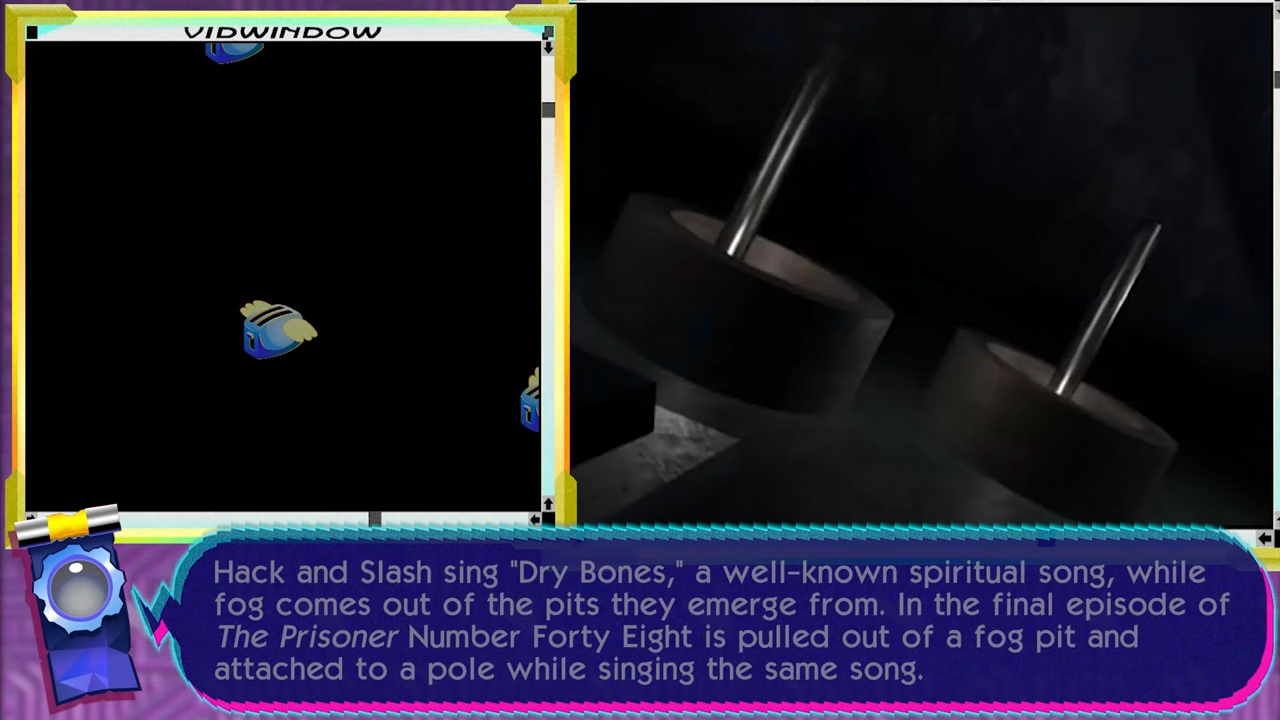 VIDWINDOW
Hack and Slash sing "Dry Bones," a well-known spiritual song, while
fog comes out of the pits they emerge from. In the final episode of
The Prisoner Number Forty Eight is pulled out of a fog pit and
attached to a pole while singing the same song.